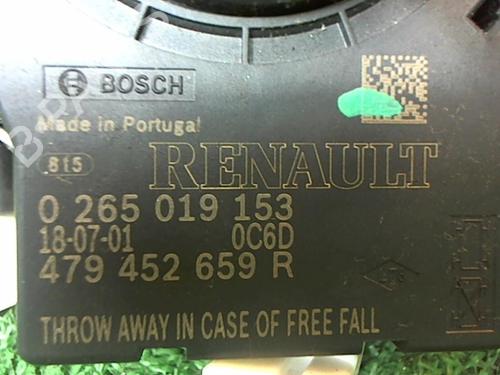 BOSCH
Made in Portugal
815
RENAULT
0 265 019 153
18-07-01 0C6D
479 452 659 R
THROW AWAY IN CASE OF FREE FALL